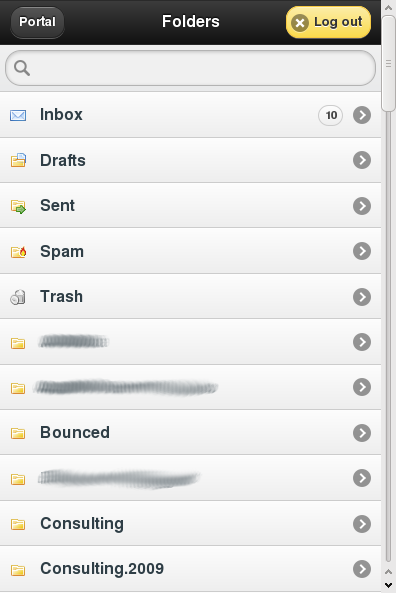 Portal
Folders
Log out
Inbox
10
Drafts
Sent
Spam
Trash
Bounced
Consulting
Consulting.2009